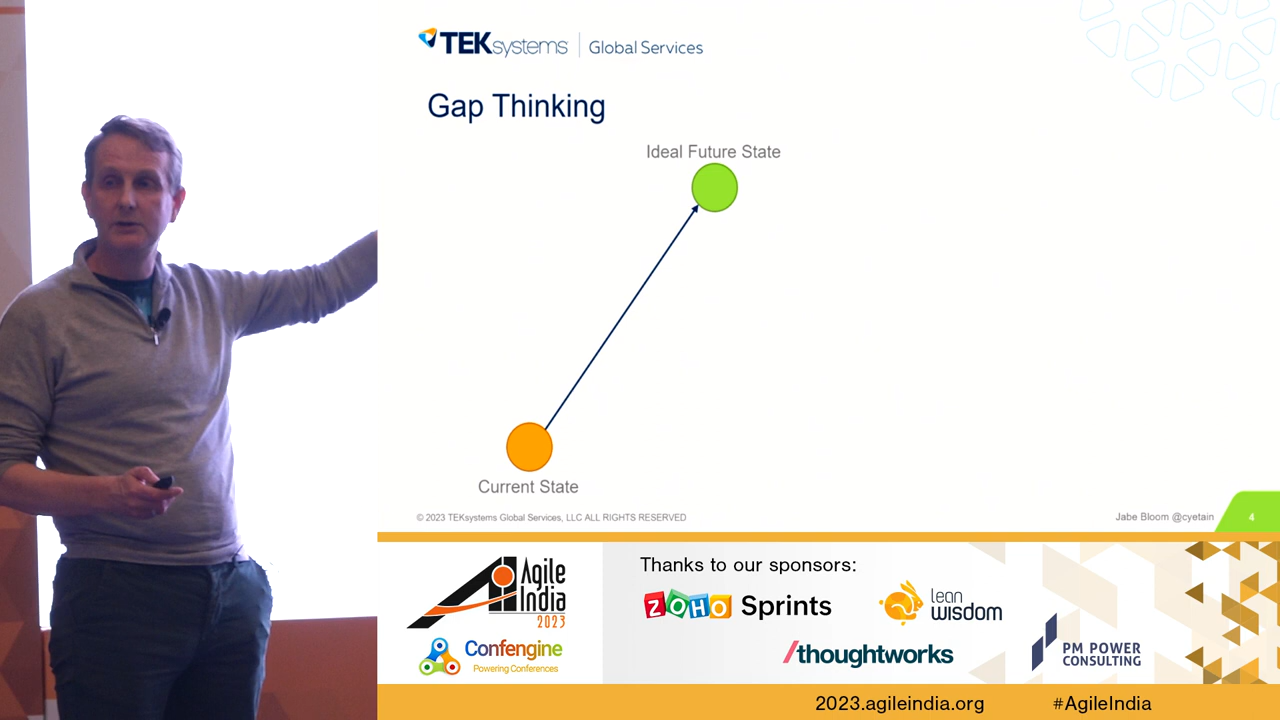 TEKsystems | Global Services
Gap Thinking
Ideal Future State
Current State
© 2023 TEKsystems Global Services, LLC ALL RIGHTS RESERVED
Jabe Bloom @cyetain
4
Agile
India
2023
Confengine
Powering Conferences
Thanks to our sponsors:
ZOHO Sprints
lean
wisdom
/thoughtworks
PM POWER
CONSULTING
2023.agileindia.org
#AgileIndia